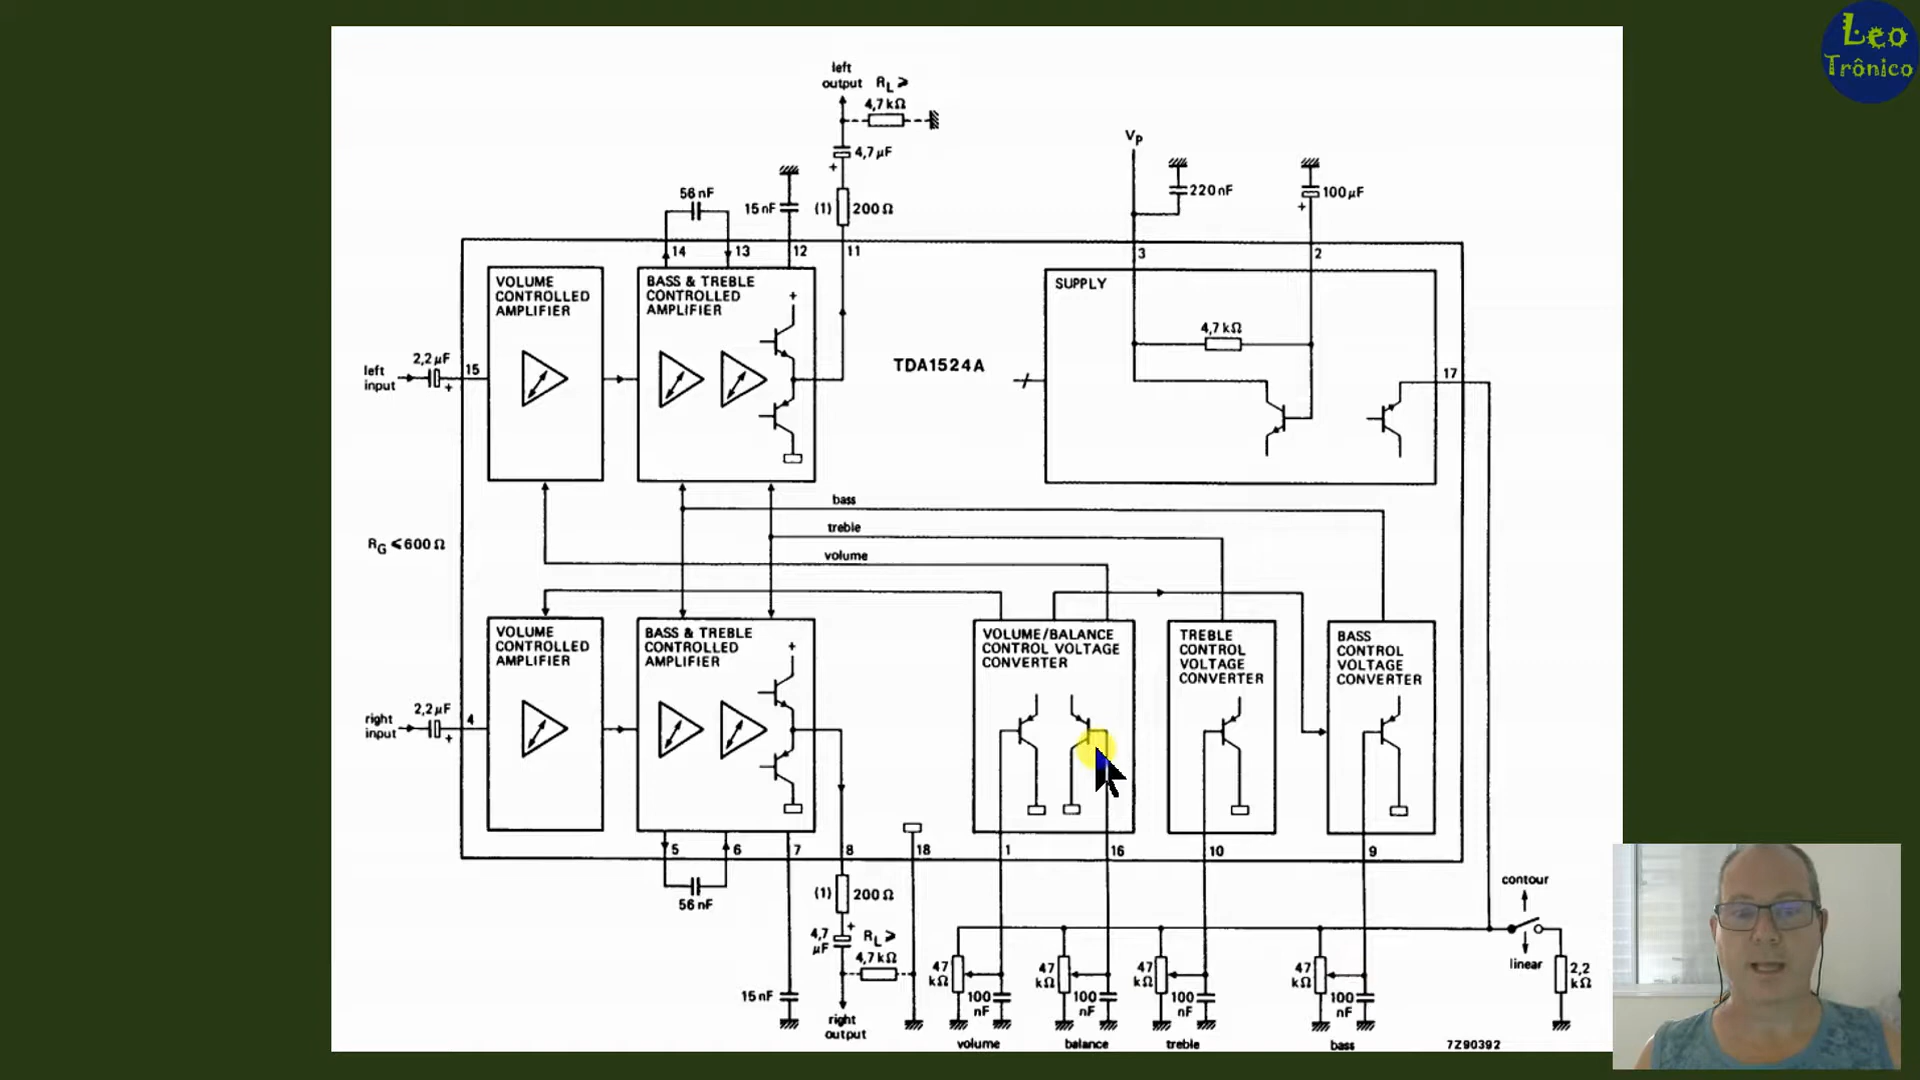 Leo
Trônico
left
output
RL ⩾
4,7 kΩ
4,7 µF
+
56 nF
15 nF
(1)
200 Ω
VP
220 nF
100 µF
+
14
13
12
11
3
2
VOLUME
CONTROLLED
AMPLIFIER
BASS & TREBLE
CONTROLLED
AMPLIFIER
+
SUPPLY
4,7 kΩ
TDA1524A
left
input
2,2 µF
+
15
17
bass
treble
volume
RG ⩽ 600 Ω
VOLUME
CONTROLLED
AMPLIFIER
BASS & TREBLE
CONTROLLED
AMPLIFIER
+
VOLUME/BALANCE
CONTROL VOLTAGE
CONVERTER
TREBLE
CONTROL
VOLTAGE
CONVERTER
BASS
CONTROL
VOLTAGE
CONVERTER
right
input
2,2 µF
+
4
5
6
7
8
18
1
16
10
9
56 nF
(1)
200 Ω
+
4,7
µF
RL ⩾
4,7 kΩ
15 nF
right
output
47
kΩ
100
nF
volume
47
kΩ
100
nF
balance
47
kΩ
100
nF
treble
47
kΩ
100
nF
bass
contour
linear
2,2
kΩ
7Z90392